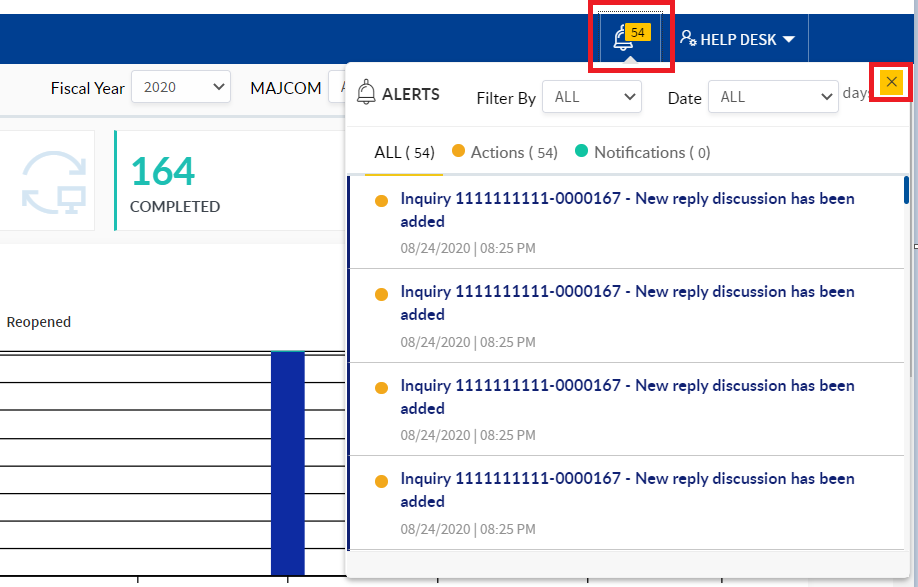 54
HELP DESK
Fiscal Year 2020 MAJCOM
ALERTS Filter By ALL Date ALL
ALL ( 54) Actions ( 54) Notifications ( 0)
164
COMPLETED
Inquiry 1111111111-0000167 - New reply discussion has been
added
08/24/2020 | 08:25 PM
Inquiry 1111111111-0000167 - New reply discussion has been
added
08/24/2020 | 08:25 PM
Reopened
Inquiry 1111111111-0000167 - New reply discussion has been
added
08/24/2020 | 08:25 PM
Inquiry 1111111111-0000167 - New reply discussion has been
added
08/24/2020 | 08:25 PM